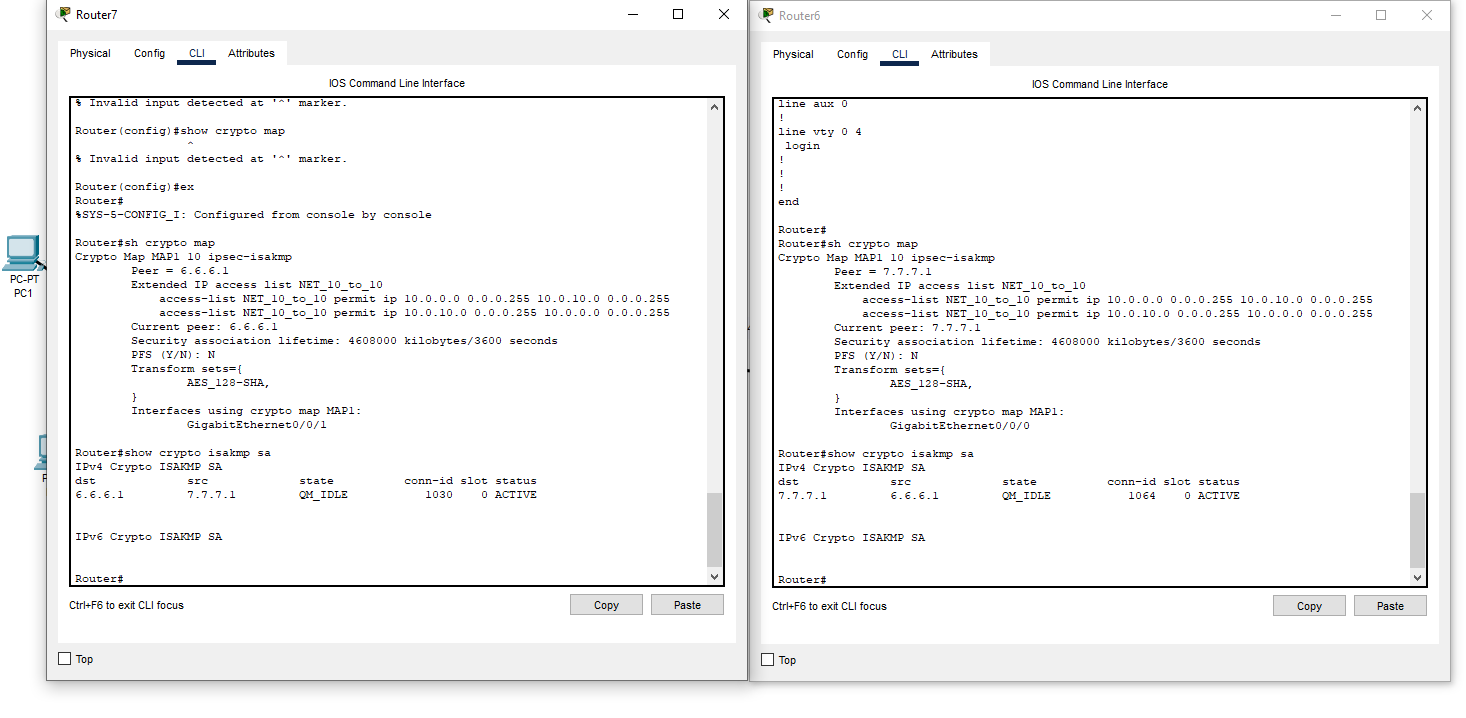 Router7
Physical Config CLI Attributes
IOS Command Line Interface
% Invalid input detected at '^' marker.
Router(config)#show crypto map
^
% Invalid input detected at '^' marker.
Router(config)#ex
Router#
%SYS-5-CONFIG_I: Configured from console by console
Router#sh crypto map
Crypto Map MAP1 10 ipsec-isakmp
Peer = 6.6.6.1
Extended IP access list NET_10_to_10
access-list NET_10_to_10 permit ip 10.0.0.0 0.0.0.255 10.0.10.0 0.0.0.255
access-list NET_10_to_10 permit ip 10.0.10.0 0.0.0.255 10.0.0.0 0.0.0.255
Current peer: 6.6.6.1
Security association lifetime: 4608000 kilobytes/3600 seconds
PFS (Y/N): N
Transform sets={
AES_128-SHA,
}
Interfaces using crypto map MAP1:
GigabitEthernet0/0/1
Router#show crypto isakmp sa
IPv4 Crypto ISAKMP SA
dst src state conn-id slot status
6.6.6.1 7.7.7.1 QM_IDLE 1030 0 ACTIVE
IPv6 Crypto ISAKMP SA
Router#
Ctrl+F6 to exit CLI focus
Copy Paste
Top
PC-PT
PC1
Router6
Physical Config CLI Attributes
IOS Command Line Interface
line aux 0
!
line vty 0 4
login
!
!
!
end
Router#
Router#sh crypto map
Crypto Map MAP1 10 ipsec-isakmp
Peer = 7.7.7.1
Extended IP access list NET_10_to_10
access-list NET_10_to_10 permit ip 10.0.0.0 0.0.0.255 10.0.10.0 0.0.0.255
access-list NET_10_to_10 permit ip 10.0.10.0 0.0.0.255 10.0.0.0 0.0.0.255
Current peer: 7.7.7.1
Security association lifetime: 4608000 kilobytes/3600 seconds
PFS (Y/N): N
Transform sets={
AES_128-SHA,
}
Interfaces using crypto map MAP1:
GigabitEthernet0/0/0
Router#show crypto isakmp sa
IPv4 Crypto ISAKMP SA
dst src state conn-id slot status
7.7.7.1 6.6.6.1 QM_IDLE 1064 0 ACTIVE
IPv6 Crypto ISAKMP SA
Router#
Ctrl+F6 to exit CLI focus
Copy Paste
Top